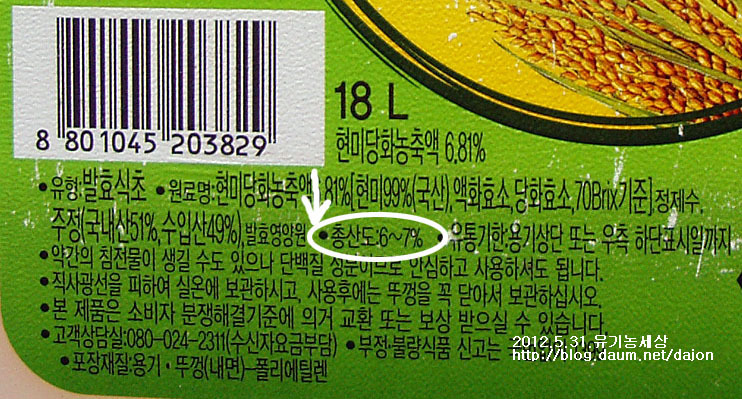 18 L
8 801045 203829
현미당화농축액 6.81%
•유형:발효식초 •원료명:현미당화농축액 .81%[현미99%(국산), 액화효소, 당화효소, 70Brix기준], 정제수,
주정(국내산51%, 수입산49%), 발효영양원 •총산도:6~7% •유통기한:용기상단 또는 우측 하단표시일까지
•약간의 침전물이 생길 수도 있으나 단백질 성분이므로 안심하고 사용하셔도 됩니다.
•직사광선을 피하여 실온에 보관하시고, 사용후에는 뚜껑을 꼭 닫아서 보관하십시오.
•본 제품은 소비자 분쟁해결기준에 의거 교환 또는 보상 받으실 수 있습니다.
•고객상담실:080-024-2311(수신자요금부담) •부정·불량식품 신고는
•포장재질:용기·뚜껑(내면)-폴리에틸렌
2012.5.31 유기농세상
http://blog.daum.net/dajon